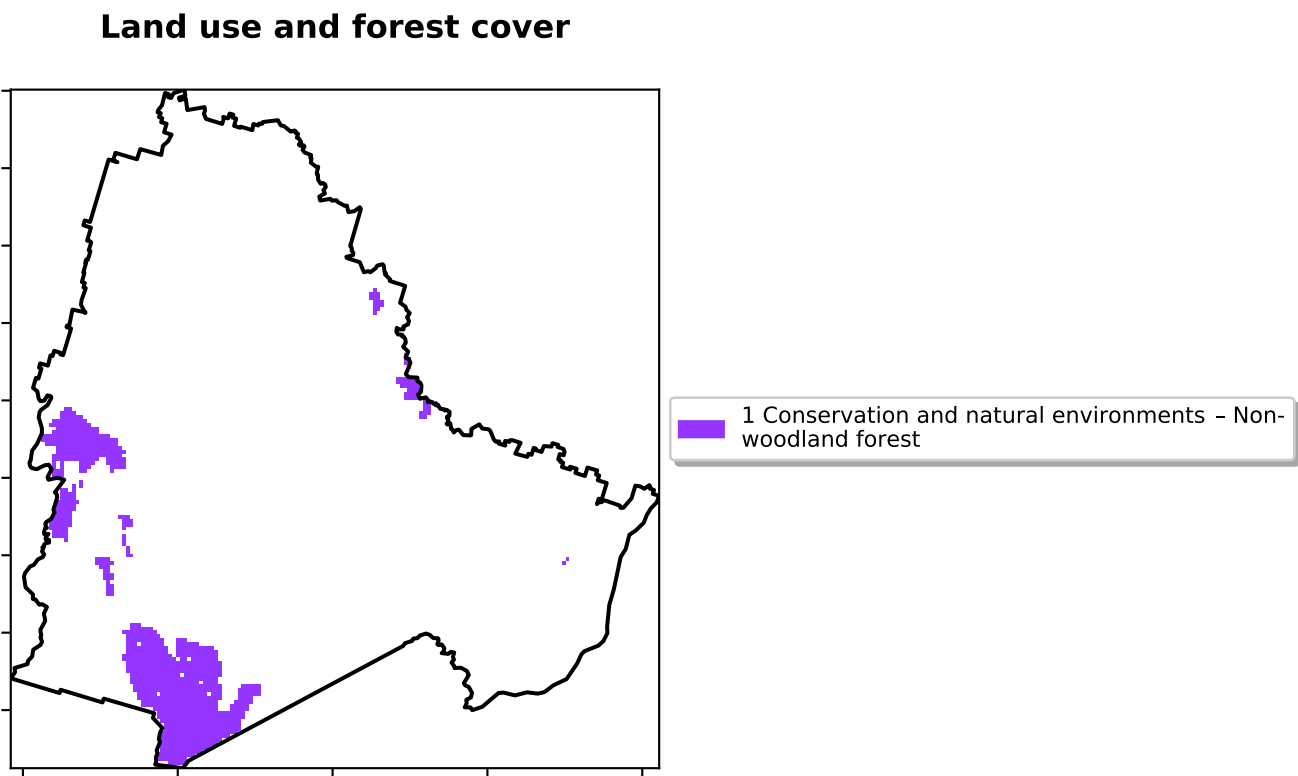 Land use and forest cover
1 Conservation and natural environments – Non-
woodland forest